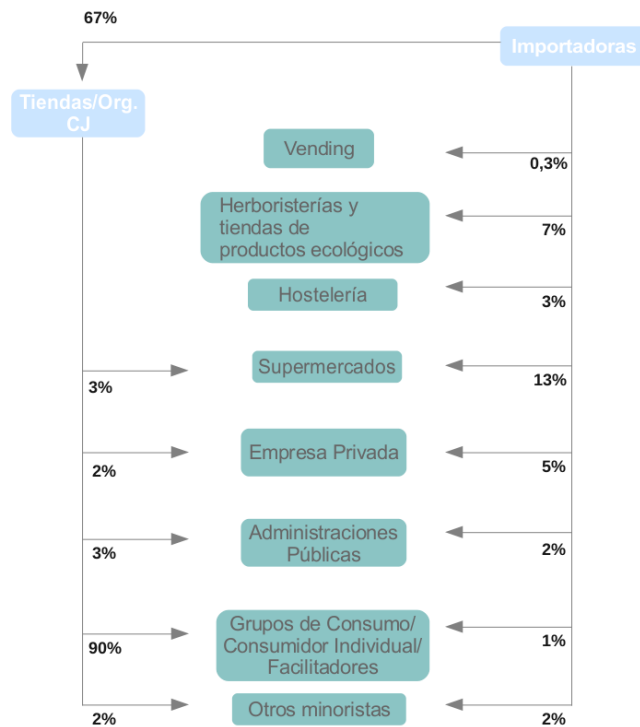 67%
Importadoras
Tiendas/Org.
CJ
Vending
0,3%
Herboristerías y
tiendas de
productos ecológicos
7%
Hostelería
3%
Supermercados
3%
13%
Empresa Privada
2%
5%
Administraciones
Públicas
3%
2%
Grupos de Consumo/
Consumidor Individual/
Facilitadores
90%
1%
Otros minoristas
2%
2%